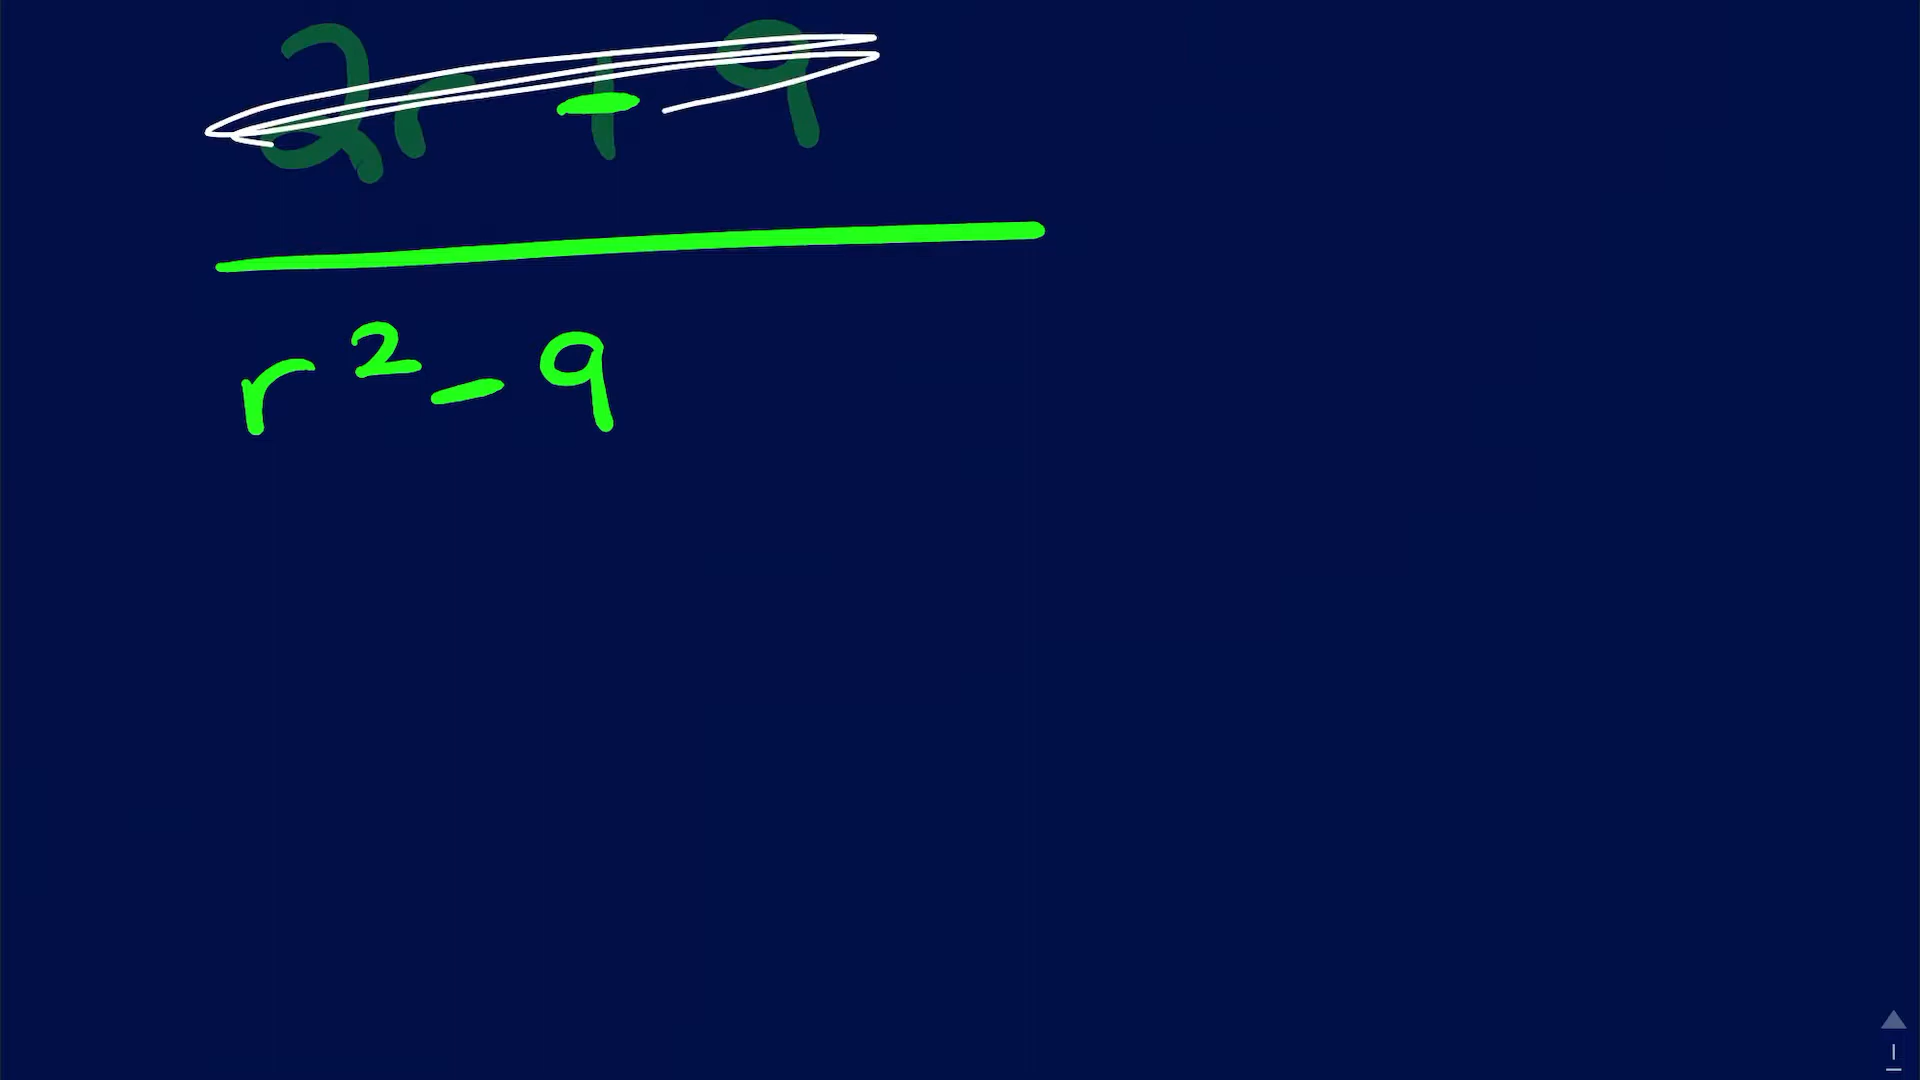 2r + 9
r² - 9